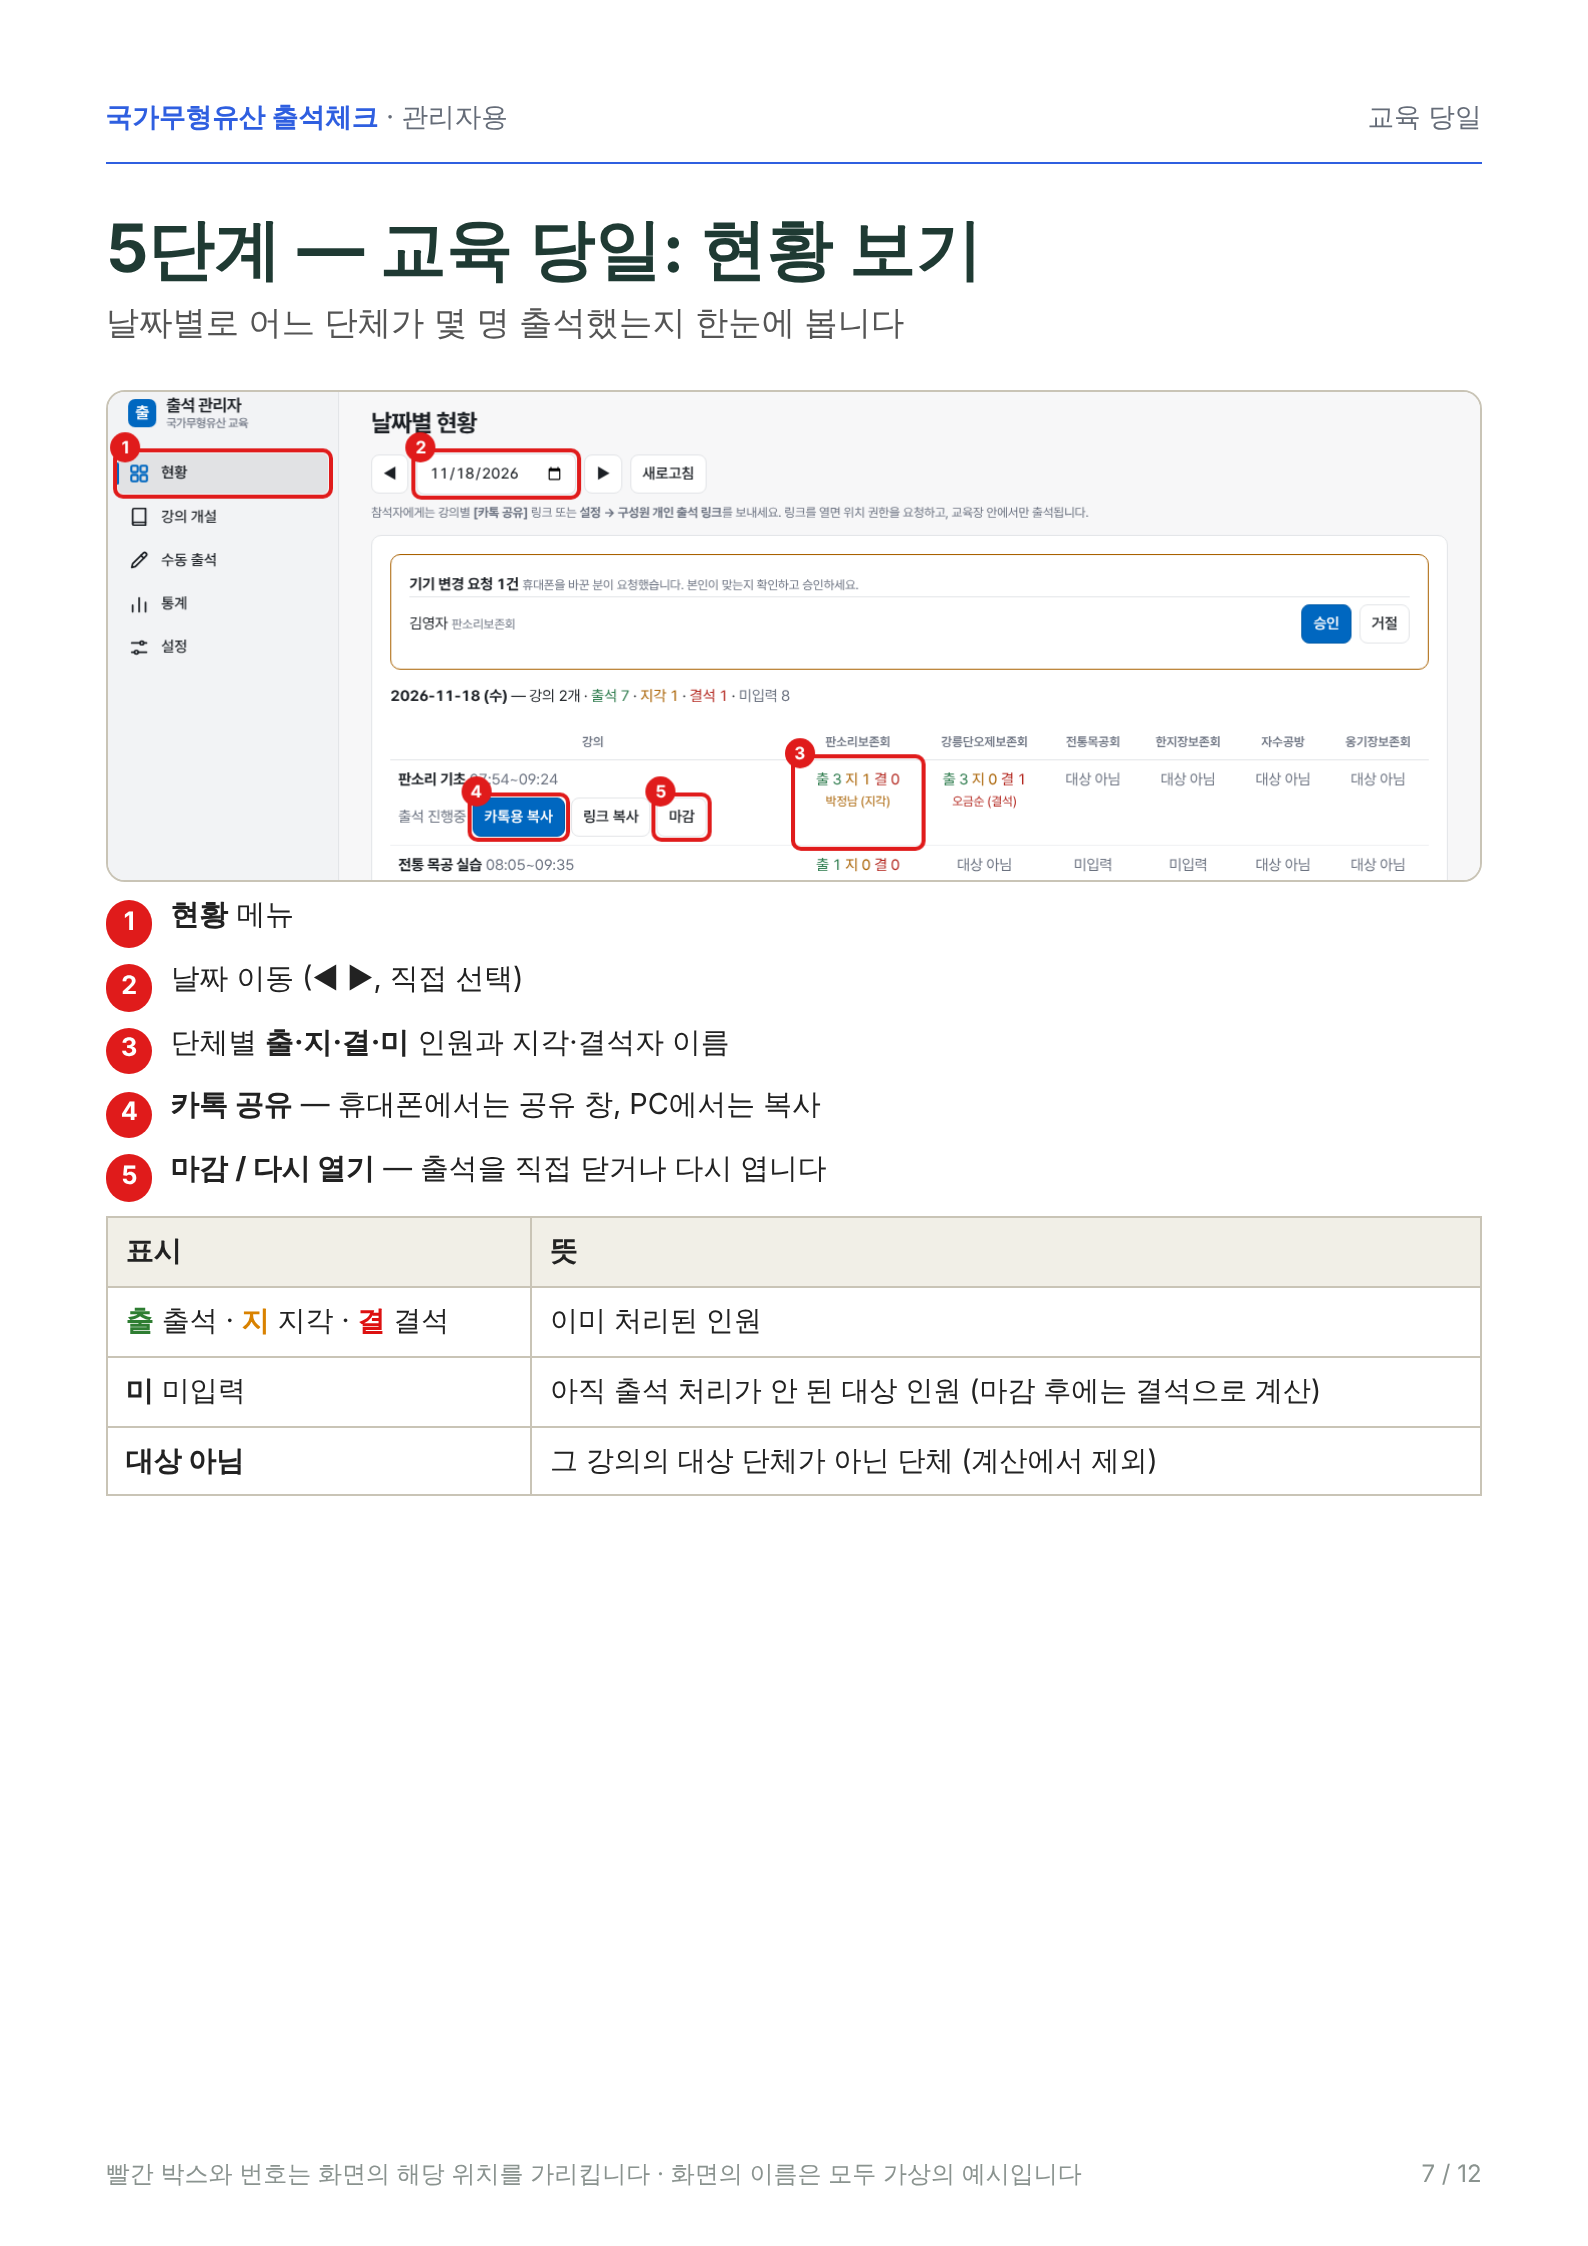 국가무형유산 출석체크 · 관리자용
교육 당일
5단계 — 교육 당일: 현황 보기
날짜별로 어느 단체가 몇 명 출석했는지 한눈에 봅니다
출 출석 관리자
국가무형유산 교육
1 현황
강의 개설
수동 출석
통계
설정
날짜별 현황
2
◀ 11/18/2026 ▶ 새로고침
참석자에게는 강의별 [카톡 공유] 링크 또는 설정 → 구성원 개인 출석 링크를 보내세요. 링크를 열면 위치 권한을 요청하고, 교육장 안에서만 출석됩니다.
기기 변경 요청 1건 휴대폰을 바꾼 분이 요청했습니다. 본인이 맞는지 확인하고 승인하세요.
김영자 판소리보존회 승인 거절
2026-11-18 (수) — 강의 2개 · 출석 7 · 지각 1 · 결석 1 · 미입력 8
강의 판소리보존회 강릉단오제보존회 전통목공회 한지장보존회 자수공방 옹기장보존회
3
판소리 기초 :54~09:24 출 3 지 1 결 0 출 3 지 0 결 1 대상 아님 대상 아님 대상 아님 대상 아님
박정남 (지각) 오금순 (결석)
4 5
출석 진행중 카톡용 복사 링크 복사 마감
전통 목공 실습 08:05~09:35 출 1 지 0 결 0 대상 아님 미입력 미입력 대상 아님 대상 아님
1 현황 메뉴
2 날짜 이동 (◀ ▶, 직접 선택)
3 단체별 출·지·결·미 인원과 지각·결석자 이름
4 카톡 공유 — 휴대폰에서는 공유 창, PC에서는 복사
5 마감 / 다시 열기 — 출석을 직접 닫거나 다시 엽니다
표시 뜻
출 출석 · 지 지각 · 결 결석 이미 처리된 인원
미 미입력 아직 출석 처리가 안 된 대상 인원 (마감 후에는 결석으로 계산)
대상 아님 그 강의의 대상 단체가 아닌 단체 (계산에서 제외)
빨간 박스와 번호는 화면의 해당 위치를 가리킵니다 · 화면의 이름은 모두 가상의 예시입니다
7 / 12